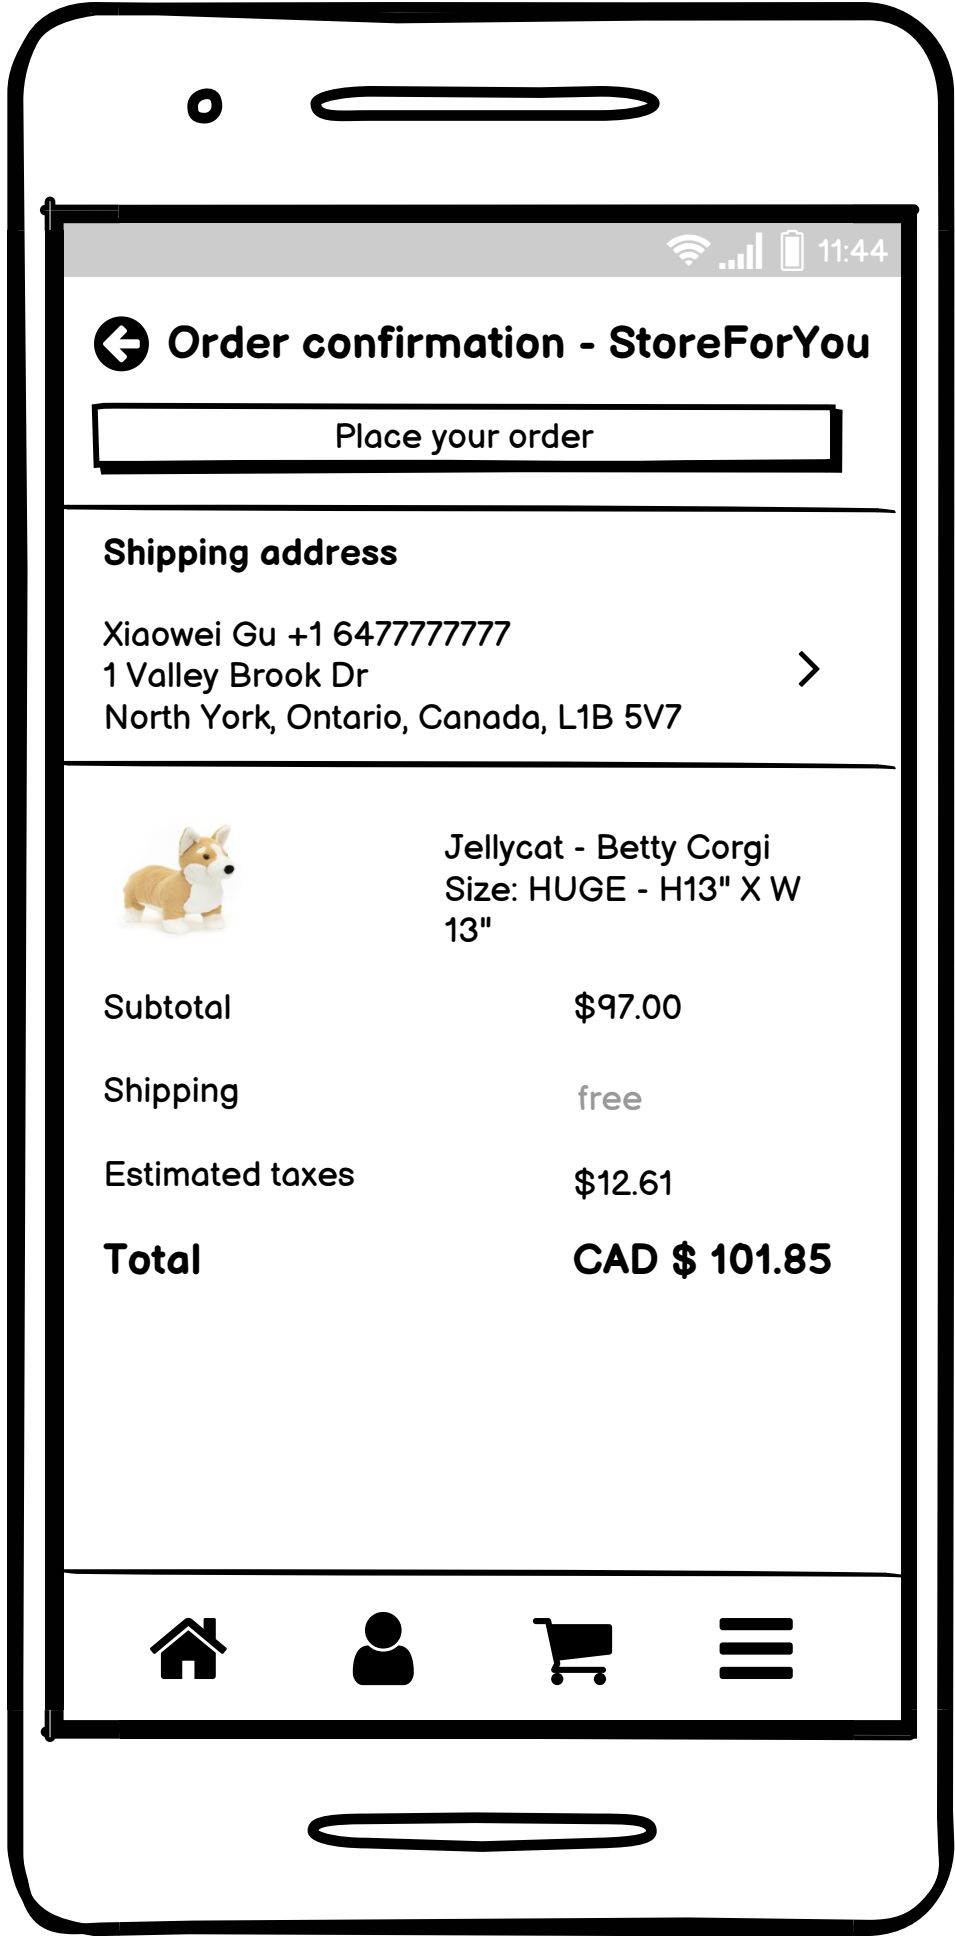 11:44
Order confirmation - StoreForYou
Place your order
Shipping address
Xiaowei Gu +1 6477777777
1 Valley Brook Dr
North York, Ontario, Canada, L1B 5V7
Jellycat - Betty Corgi
Size: HUGE - H13" X W
13"
Subtotal $97.00
Shipping free
Estimated taxes $12.61
Total CAD $ 101.85